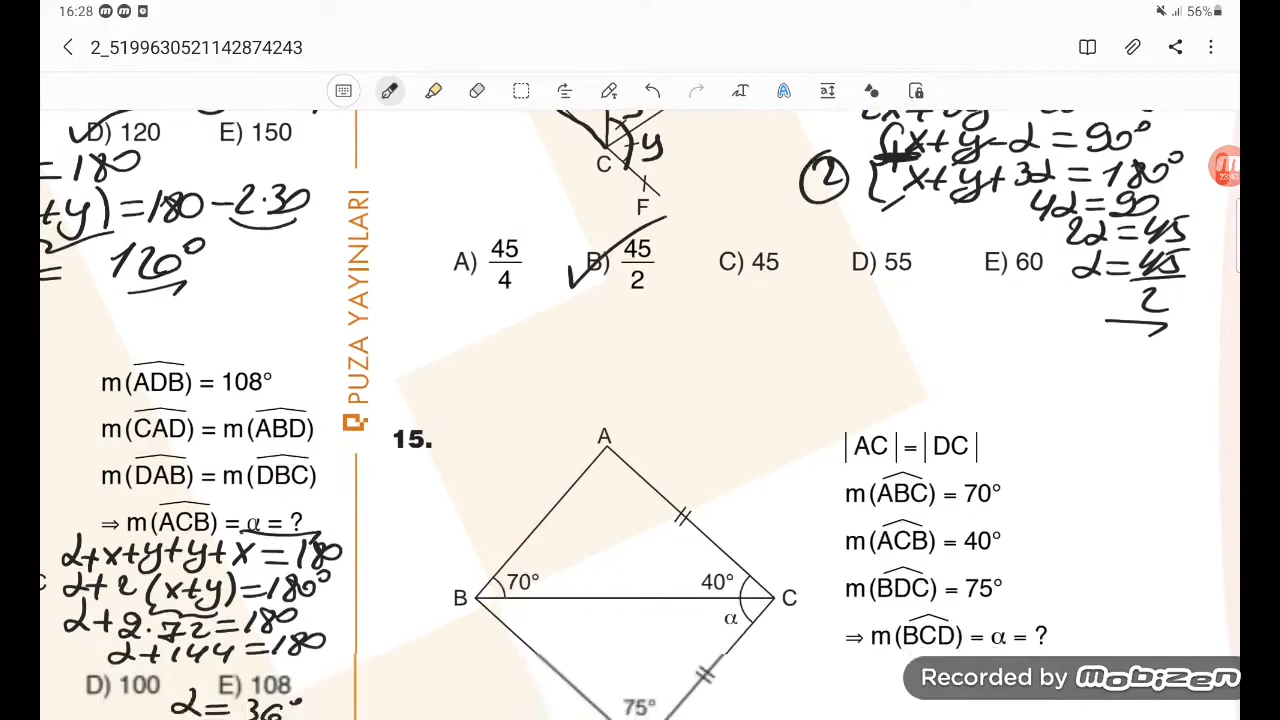 16:28
56%
2_5199630521142874243
D) 120 E) 150
= 180
+y) = 180 - 2·30
= 120°
C
y
F
x+y-α = 90°
2 x+y+3α = 180°
4α = 90
2α = 45
α = 45/2
A) 45/4 B) 45/2 C) 45 D) 55 E) 60
PUZA YAYINLARI
m(ADB) = 108°
m(CAD) = m(ABD)
m(DAB) = m(DBC)
⇒ m(ACB) = α = ?
α+x+y+y+x = 180
α+2(x+y) = 180°
α+2·72 = 180
α+144 = 180
D) 100 E) 108
α = 36°
15.
A
B
70°
40°
C
α
75°
|AC| = |DC|
m(ABC) = 70°
m(ACB) = 40°
m(BDC) = 75°
⇒ m(BCD) = α = ?
Recorded by mobizen